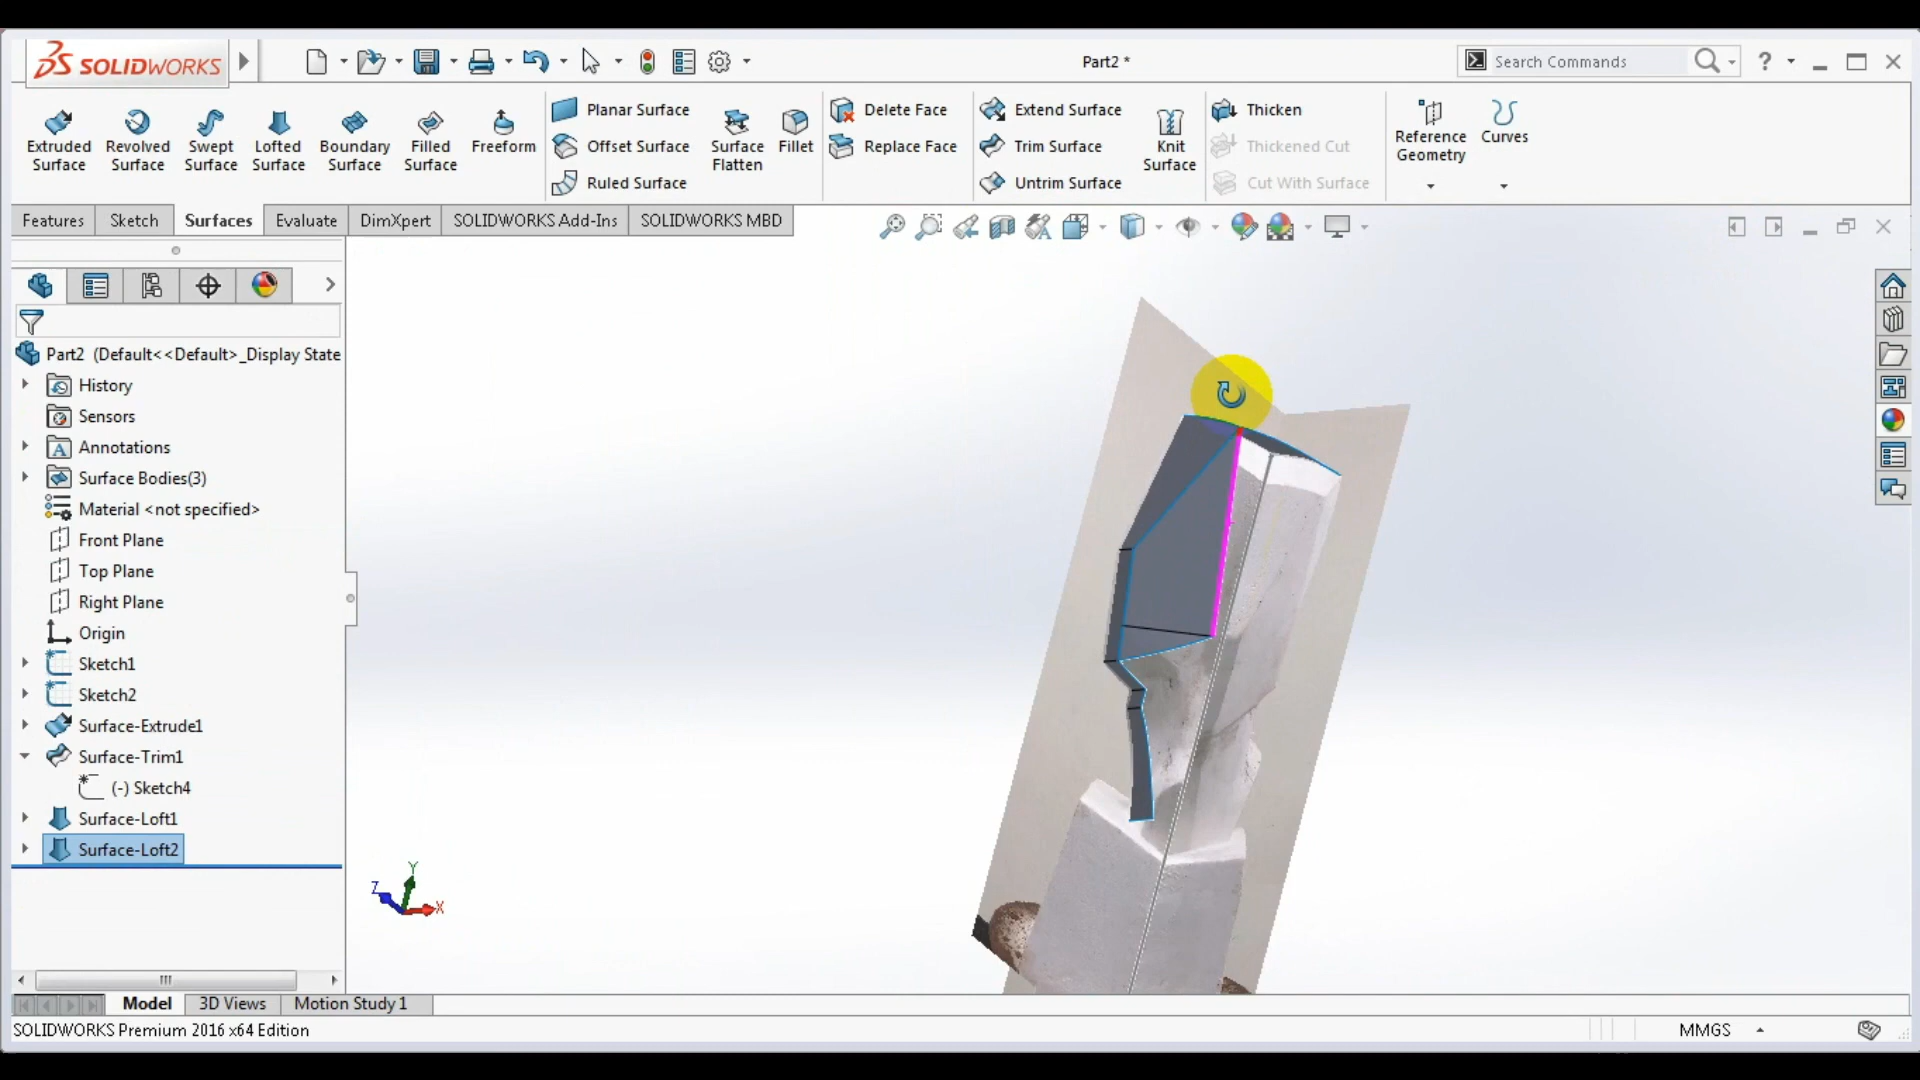 SOLIDWORKS
Part2 *
Search Commands
?
Extruded Surface
Revolved Surface
Swept Surface
Lofted Surface
Boundary Surface
Filled Surface
Freeform
Planar Surface
Offset Surface
Ruled Surface
Surface Flatten
Fillet
Delete Face
Replace Face
Extend Surface
Trim Surface
Untrim Surface
Knit Surface
Thicken
Thickened Cut
Cut With Surface
Reference Geometry
Curves
Features
Sketch
Surfaces
Evaluate
DimXpert
SOLIDWORKS Add-Ins
SOLIDWORKS MBD
Part2 (Default<<Default>_Display State
History
Sensors
Annotations
Surface Bodies(3)
Material <not specified>
Front Plane
Top Plane
Right Plane
Origin
Sketch1
Sketch2
Surface-Extrude1
Surface-Trim1
(-) Sketch4
Surface-Loft1
Surface-Loft2
Y
Z
X
Model
3D Views
Motion Study 1
SOLIDWORKS Premium 2016 x64 Edition
MMGS